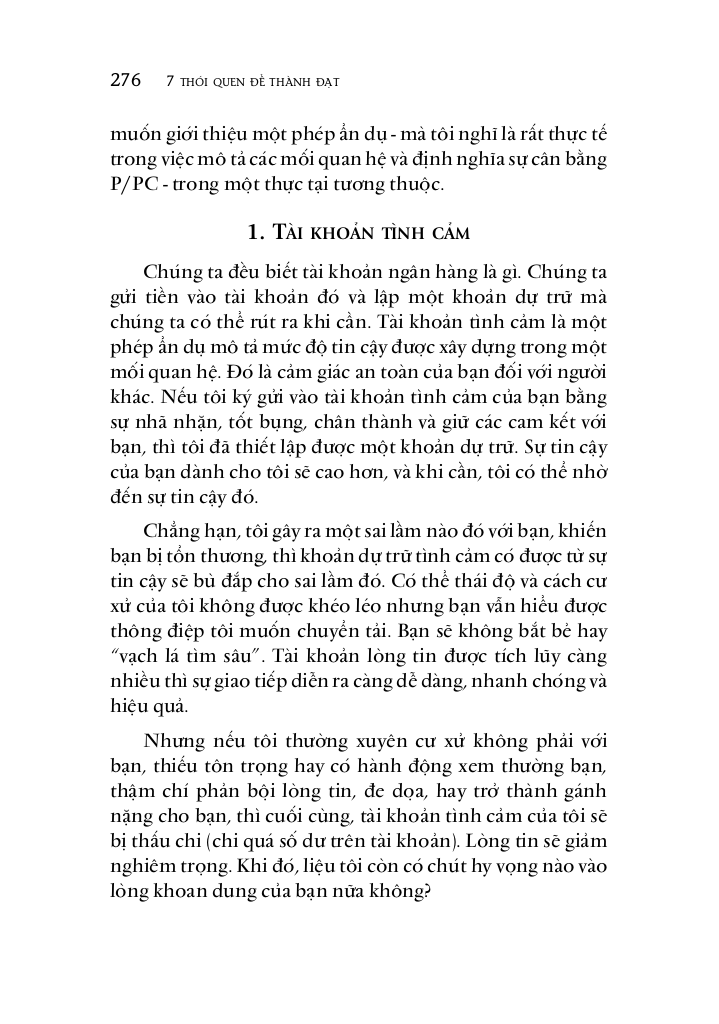 276 7 THÓI QUEN ĐỂ THÀNH ĐẠT
muốn giới thiệu một phép ẩn dụ - mà tôi nghĩ là rất thực tế
trong việc mô tả các mối quan hệ và định nghĩa sự cân bằng
P/PC - trong một thực tại tương thuộc.
1. TÀI KHOẢN TÌNH CẢM
Chúng ta đều biết tài khoản ngân hàng là gì. Chúng ta
gửi tiền vào tài khoản đó và lập một khoản dự trữ mà
chúng ta có thể rút ra khi cần. Tài khoản tình cảm là một
phép ẩn dụ mô tả mức độ tin cậy được xây dựng trong một
mối quan hệ. Đó là cảm giác an toàn của bạn đối với người
khác. Nếu tôi ký gửi vào tài khoản tình cảm của bạn bằng
sự nhã nhặn, tốt bụng, chân thành và giữ các cam kết với
bạn, thì tôi đã thiết lập được một khoản dự trữ. Sự tin cậy
của bạn dành cho tôi sẽ cao hơn, và khi cần, tôi có thể nhờ
đến sự tin cậy đó.
Chẳng hạn, tôi gây ra một sai lầm nào đó với bạn, khiến
bạn bị tổn thương, thì khoản dự trữ tình cảm có được từ sự
tin cậy sẽ bù đắp cho sai lầm đó. Có thể thái độ và cách cư
xử của tôi không được khéo léo nhưng bạn vẫn hiểu được
thông điệp tôi muốn chuyển tải. Bạn sẽ không bắt bẻ hay
“vạch lá tìm sâu”. Tài khoản lòng tin được tích lũy càng
nhiều thì sự giao tiếp diễn ra càng dễ dàng, nhanh chóng và
hiệu quả.
Nhưng nếu tôi thường xuyên cư xử không phải với
bạn, thiếu tôn trọng hay có hành động xem thường bạn,
thậm chí phản bội lòng tin, đe dọa, hay trở thành gánh
nặng cho bạn, thì cuối cùng, tài khoản tình cảm của tôi sẽ
bị thấu chi (chi quá số dư trên tài khoản). Lòng tin sẽ giảm
nghiêm trọng. Khi đó, liệu tôi còn có chút hy vọng nào vào
lòng khoan dung của bạn nữa không?